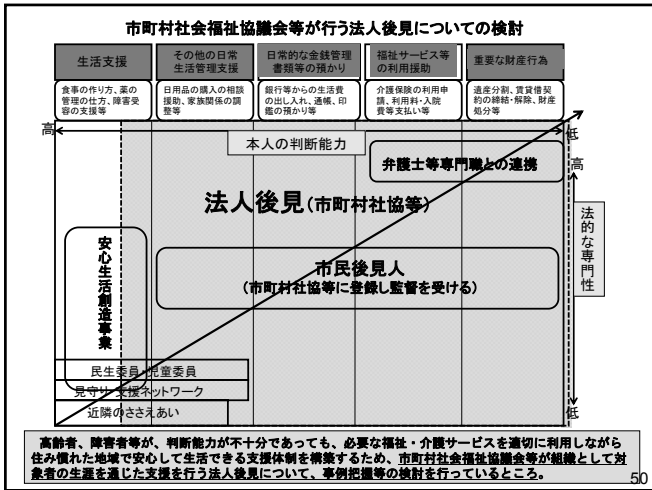 市町村社会福祉協議会等が行う法人後見についての検討
生活支援
その他の日常
生活管理支援
日常的な金銭管理
書類等の預かり
福祉サービス等
の利用援助
重要な財産行為
食事の作り方、薬の
管理の仕方、障害受
容の支援等
日用品の購入の相談
援助、家族関係の調
整等
銀行等からの生活費
の出し入れ、通帳、印
鑑の預かり等
介護保険の利用申
請、利用料・入院
費等支払い等
遺産分割、賃貸借契
約の締結・解除、財産
処分等
高
低
本人の判断能力
弁護士等専門職との連携
高
法人後見(市町村社協等)
法的な専門性
安心生活創造事業
市民後見人
(市町村社協等に登録し監督を受ける)
民生委員・児童委員
見守り・支援ネットワーク
近隣のささえあい
低
高齢者、障害者等が、判断能力が不十分であっても、必要な福祉・介護サービスを適切に利用しながら
住み慣れた地域で安心して生活できる支援体制を構築するため、市町村社会福祉協議会等が組織として対
象者の生涯を通じた支援を行う法人後見について、事例把握等の検討を行っているところ。
50